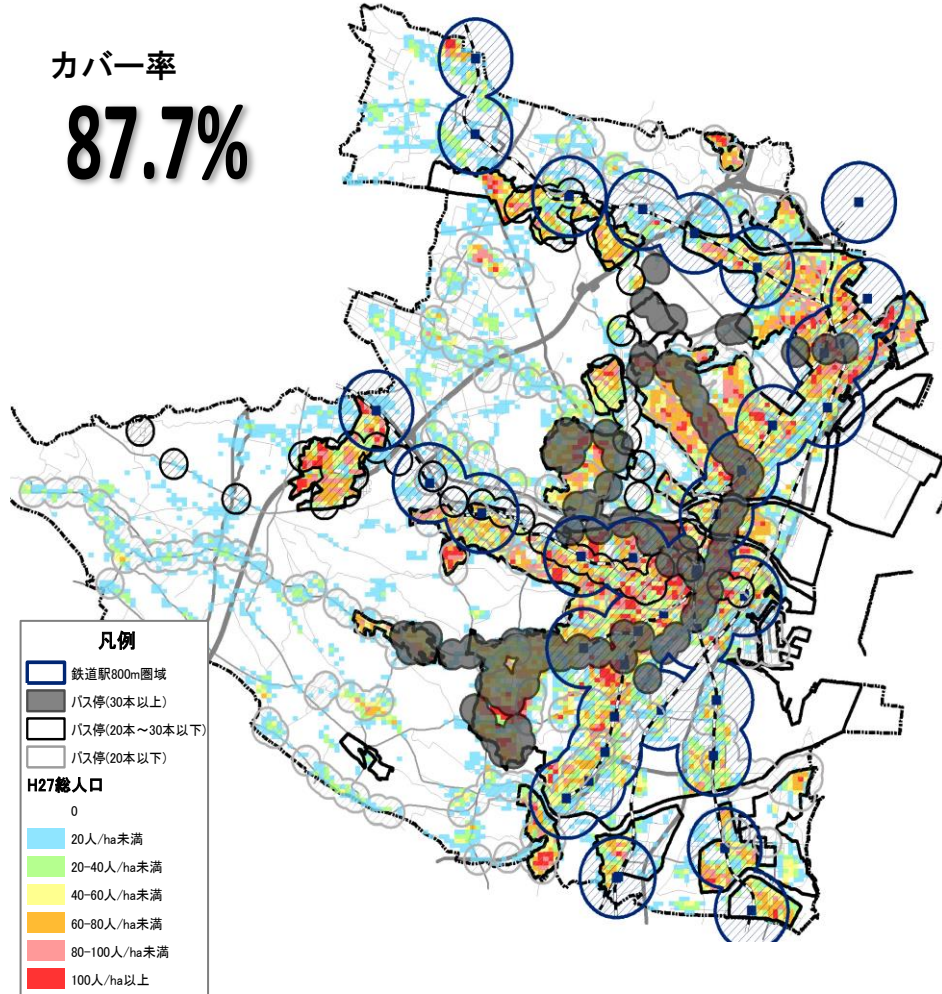 カバー率
87.7%
凡例
鉄道駅800m圏域
バス停(30本以上)
バス停(20本～30本以下)
バス停(20本以下)
H27総人口
0
20人/ha未満
20-40人/ha未満
40-60人/ha未満
60-80人/ha未満
80-100人/ha未満
100人/ha以上